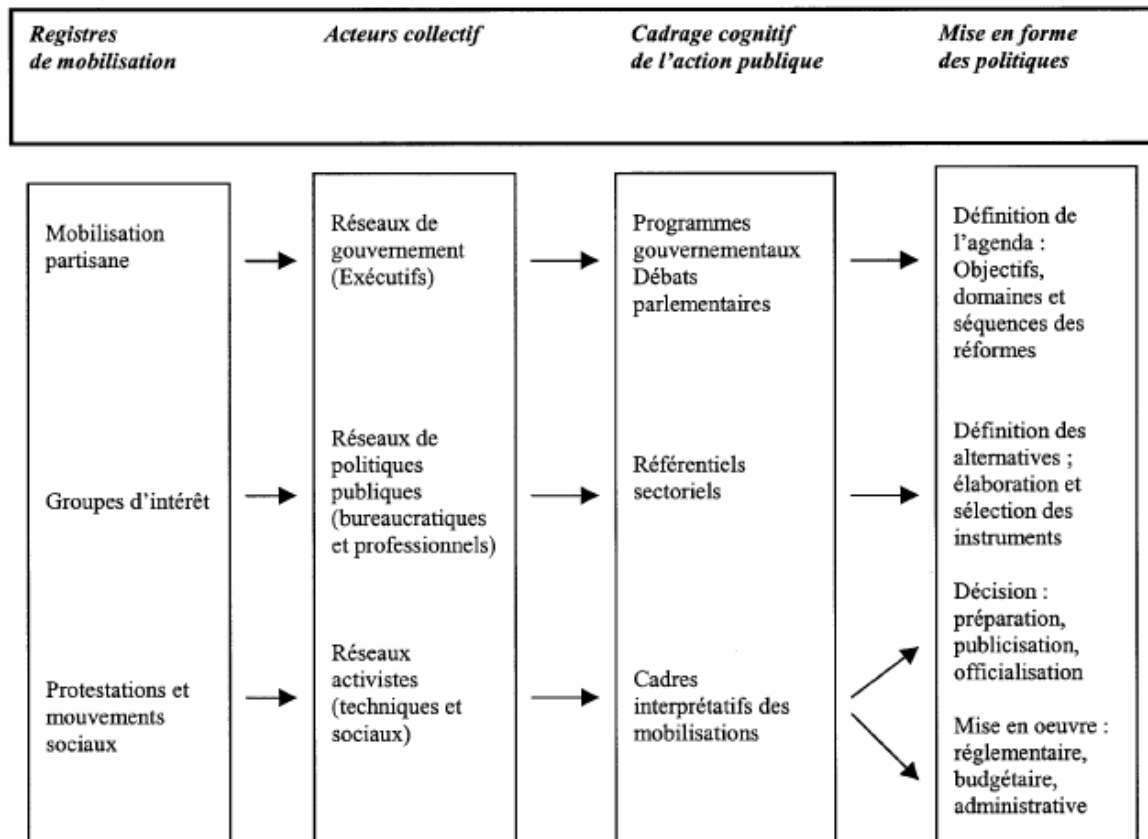 Registres
de mobilisation
Acteurs collectif
Cadrage cognitif
de l'action publique
Mise en forme
des politiques
Mobilisation
partisane
Réseaux de
gouvernement
(Exécutifs)
Programmes
gouvernementaux
Débats
parlementaires
Définition de
l'agenda :
Objectifs,
domaines et
séquences des
réformes
Groupes d'intérêt
Réseaux de
politiques
publiques
(bureaucratiques
et professionnels)
Référentiels
sectoriels
Définition des
alternatives ;
élaboration et
sélection des
instruments
Protestations et
mouvements
sociaux
Réseaux
activistes
(techniques et
sociaux)
Cadres
interprétatifs des
mobilisations
Décision :
préparation,
publicisation,
officialisation
Mise en oeuvre :
réglementaire,
budgétaire,
administrative